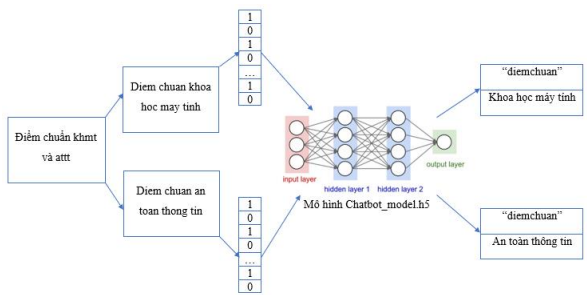 Điểm chuẩn khmt
và attt
Diem chuan khoa
hoc may tinh
Diem chuan an
toan thong tin
1
0
1
0
…
1
0
1
0
1
0
…
1
0
input layer
hidden layer 1
hidden layer 2
output layer
Mô hình Chatbot_model.h5
“diemchuan”
Khoa học máy tính
“diemchuan”
An toàn thông tin